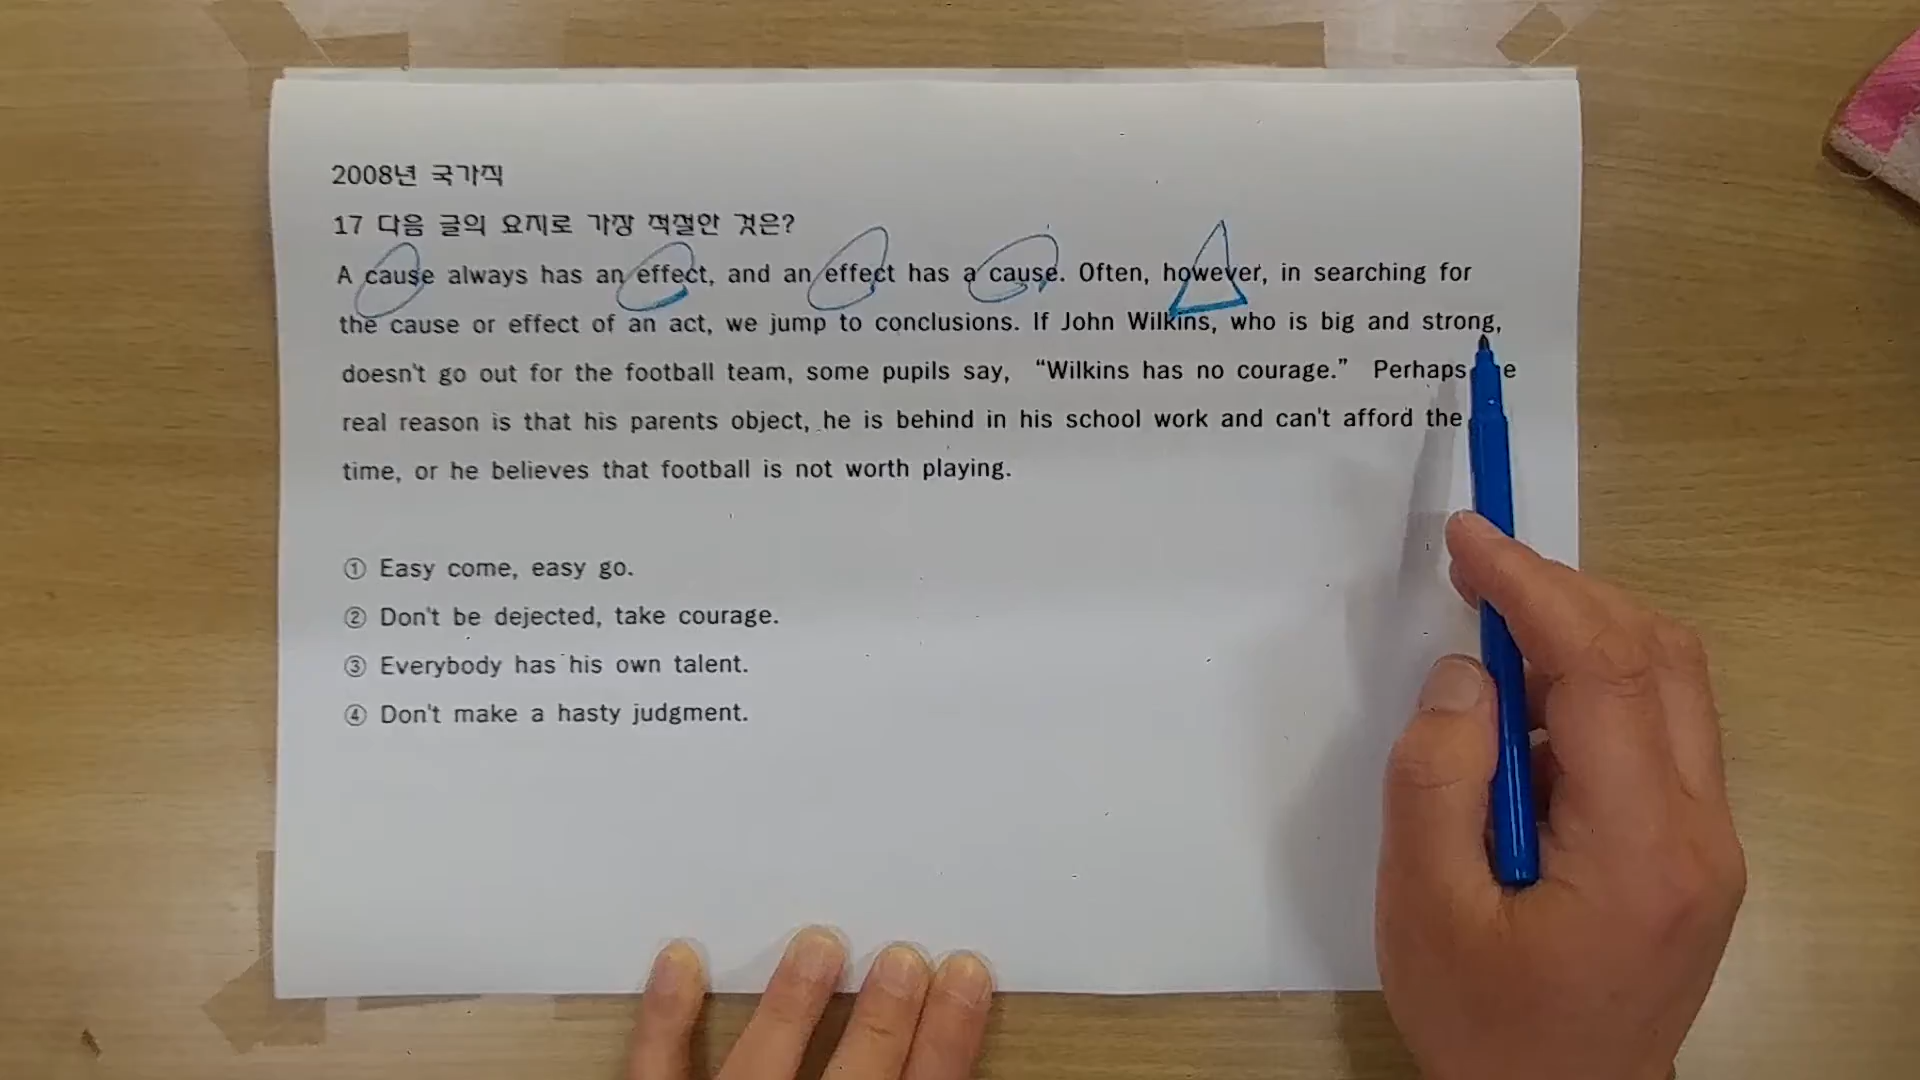 2008년 국가직
17 다음 글의 요지로 가장 적절한 것은?
A cause always has an effect, and an effect has a cause. Often, however, in searching for
the cause or effect of an act, we jump to conclusions. If John Wilkins, who is big and strong,
doesn't go out for the football team, some pupils say, “Wilkins has no courage.” Perhaps
real reason is that his parents object, he is behind in his school work and can't afford the
time, or he believes that football is not worth playing.
① Easy come, easy go.
② Don't be dejected, take courage.
③ Everybody has his own talent.
④ Don't make a hasty judgment.